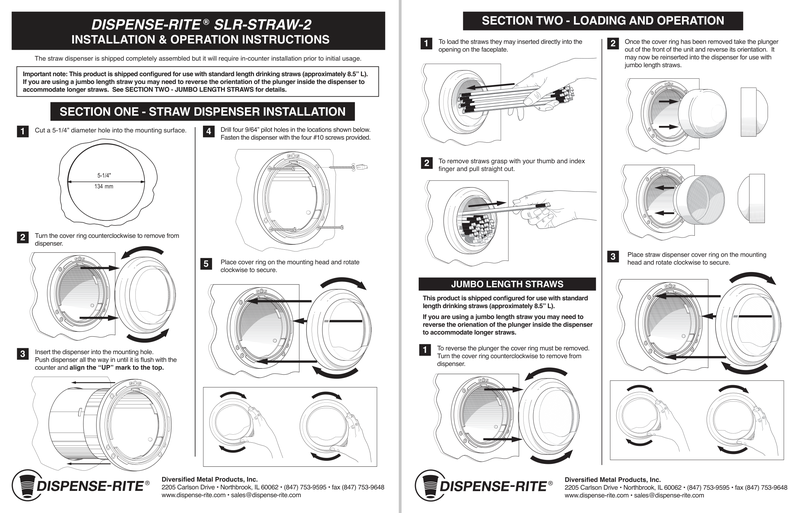 DISPENSE-RITE® SLR-STRAW-2
INSTALLATION & OPERATION INSTRUCTIONS
The straw dispenser is shipped completely assembled but it will require in-counter installation prior to initial usage.
Important note: This product is shipped configured for use with standard length drinking straws (approximately 8.5" L).
If you are using a jumbo length straw you may need to reverse the orientation of the plunger inside the dispenser to
accommodate longer straws. See SECTION TWO - JUMBO LENGTH STRAWS for details.
SECTION ONE - STRAW DISPENSER INSTALLATION
1 Cut a 5-1/4" diameter hole into the mounting surface.
5-1/4"
134 mm
2 Turn the cover ring counterclockwise to remove from
dispenser.
3 Insert the dispenser into the mounting hole.
Push dispenser all the way in until it is flush with the
counter and align the “UP” mark to the top.
4 Drill four 9/64" pilot holes in the locations shown below.
Fasten the dispenser with the four #10 screws provided.
5 Place cover ring on the mounting head and rotate
clockwise to secure.
DISPENSE-RITE®
Diversified Metal Products, Inc.
2205 Carlson Drive • Northbrook, IL 60062 • (847) 753-9595 • fax (847) 753-9648
www.dispense-rite.com • sales@dispense-rite.com
SECTION TWO - LOADING AND OPERATION
1 To load the straws they may inserted directly into the
opening on the faceplate.
2 To remove straws grasp with your thumb and index
finger and pull straight out.
JUMBO LENGTH STRAWS
This product is shipped configured for use with standard
length drinking straws (approximately 8.5" L).
If you are using a jumbo length straw you may need to
reverse the orienation of the plunger inside the dispenser
to accommodate longer straws.
1 To reverse the plunger the cover ring must be removed.
Turn the cover ring counterclockwise to remove from
dispenser.
2 Once the cover ring has been removed take the plunger
out of the front of the unit and reverse its orientation. It
may now be reinserted into the dispenser for use with
jumbo length straws.
3 Place straw dispenser cover ring on the mounting
head and rotate clockwise to secure.
DISPENSE-RITE®
Diversified Metal Products, Inc.
2205 Carlson Drive • Northbrook, IL 60062 • (847) 753-9595 • fax (847) 753-9648
www.dispense-rite.com • sales@dispense-rite.com